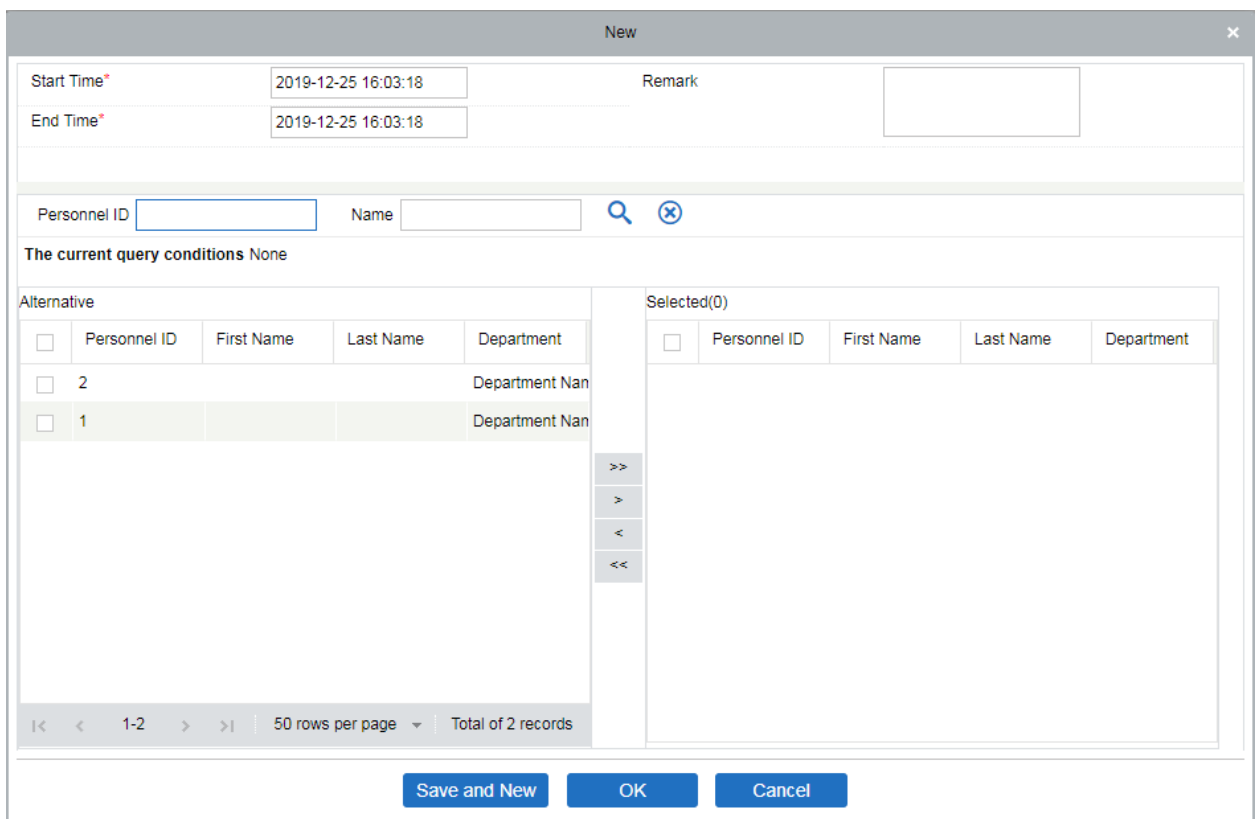 New
Start Time* 2019-12-25 16:03:18 Remark
End Time* 2019-12-25 16:03:18
Personnel ID Name
The current query conditions None
Alternative Selected(0)
Personnel ID First Name Last Name Department Personnel ID First Name Last Name Department
2 Department Nam
1 Department Nam
>>
>
<
<<
1-2 50 rows per page Total of 2 records
Save and New OK Cancel